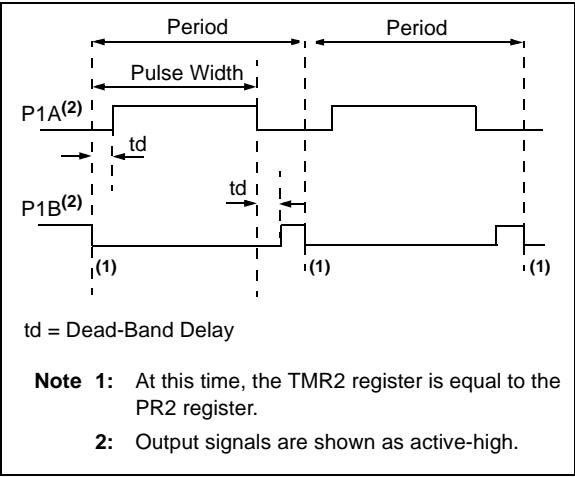 Period Period
Pulse Width
P1A(2)
td
td
P1B(2)
(1) (1) (1)
td = Dead-Band Delay
Note 1: At this time, the TMR2 register is equal to the
PR2 register.
2: Output signals are shown as active-high.